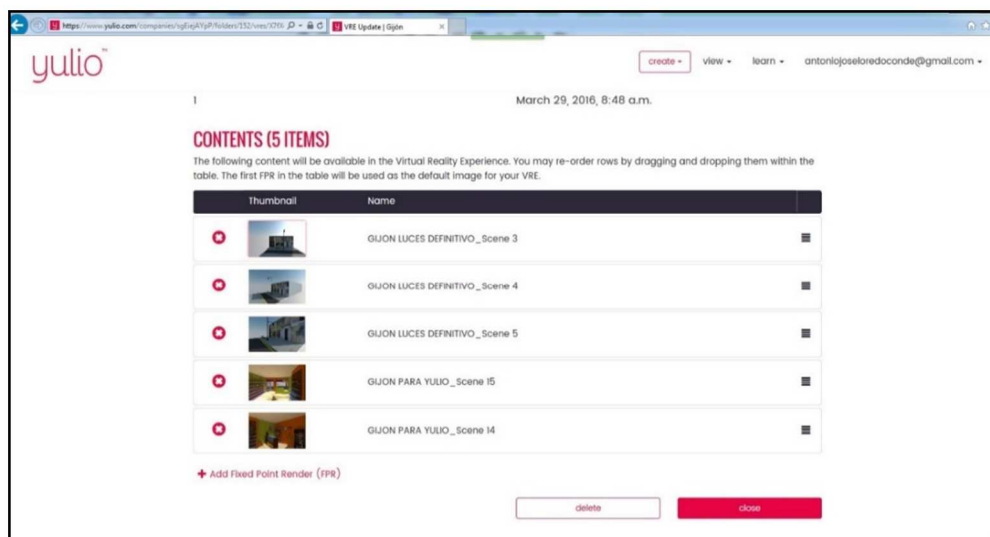 VRE Update | Gijón
yulio™
create view learn antoniojoseloredoconde@gmail.com
1 March 29, 2016, 8:48 a.m.
CONTENTS (5 ITEMS)
The following content will be available in the Virtual Reality Experience. You may re-order rows by dragging and dropping them within the
table. The first FPR in the table will be used as the default image for your VRE.
Thumbnail Name
GIJON LUCES DEFINITIVO_Scene 3
GIJON LUCES DEFINITIVO_Scene 4
GIJON LUCES DEFINITIVO_Scene 5
GIJON PARA YULIO_Scene 15
GIJON PARA YULIO_Scene 14
+ Add Fixed Point Render (FPR)
delete close